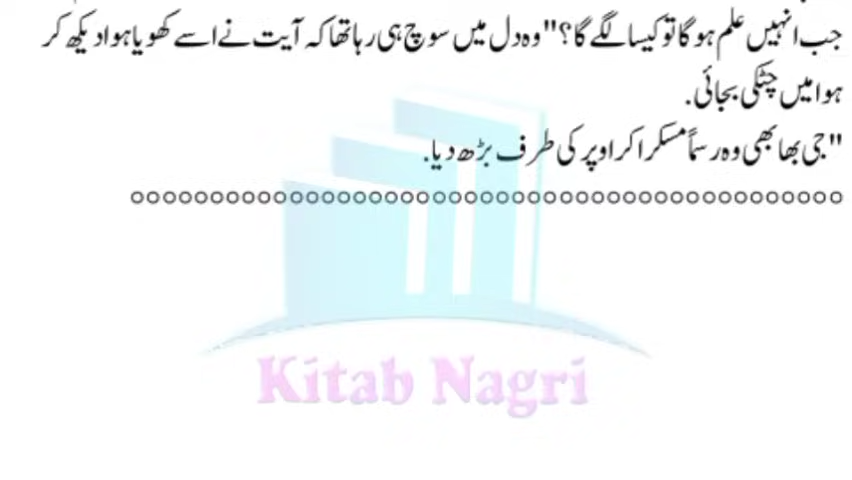 جب انہیں علم ہو گا تو کیسا لگے گا؟" وہ دل میں سوچ ہی رہا تھا کہ آیت نے اسے کھویا ہوا دیکھ کر
ہوا میں چٹکی بجائی.
"جی بھابھی وہ رسماً مسکرا کر اوپر کی طرف بڑھ دیا.
○○○○○○○○○○○○○○○○○○○○○○○○○○○○○○○○○○○○○○○○○○○○○
Kitab Nagri